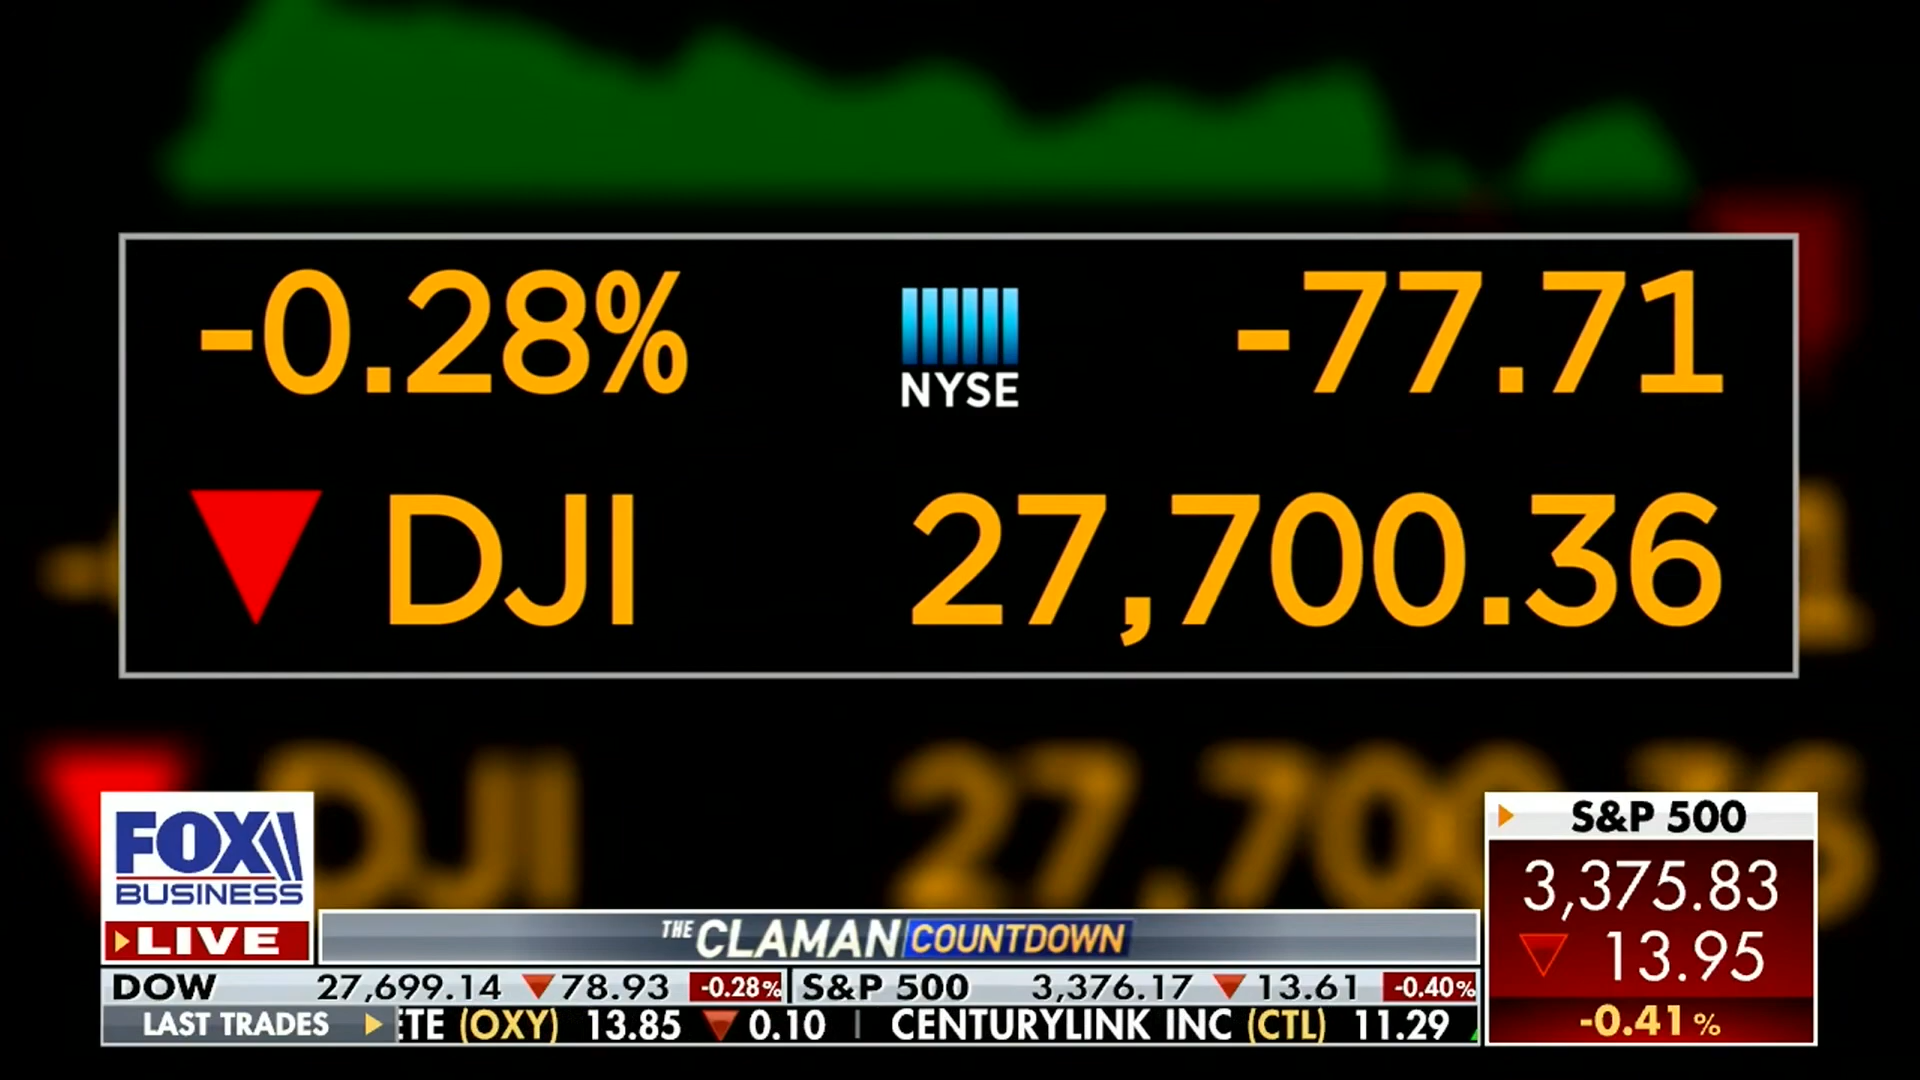 -0.28%
NYSE
-77.71
DJI
27,700.36
DJI
FOX
BUSINESS
LIVE
THE CLAMAN COUNTDOWN
S&P 500
3,375.83
13.95
-0.41%
DOW 27,699.14 78.93 -0.28% S&P 500 3,376.17 13.61 -0.40%
LAST TRADES ETE (OXY) 13.85 0.10 | CENTURYLINK INC (CTL) 11.29